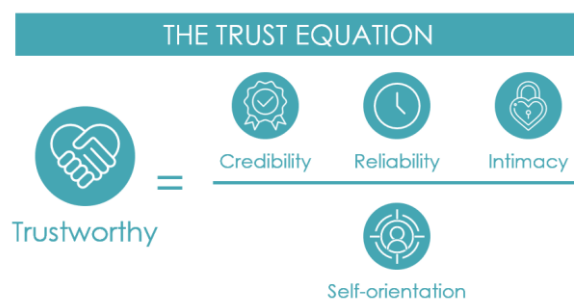 THE TRUST EQUATION
Credibility Reliability Intimacy
Trustworthy =
Self-orientation